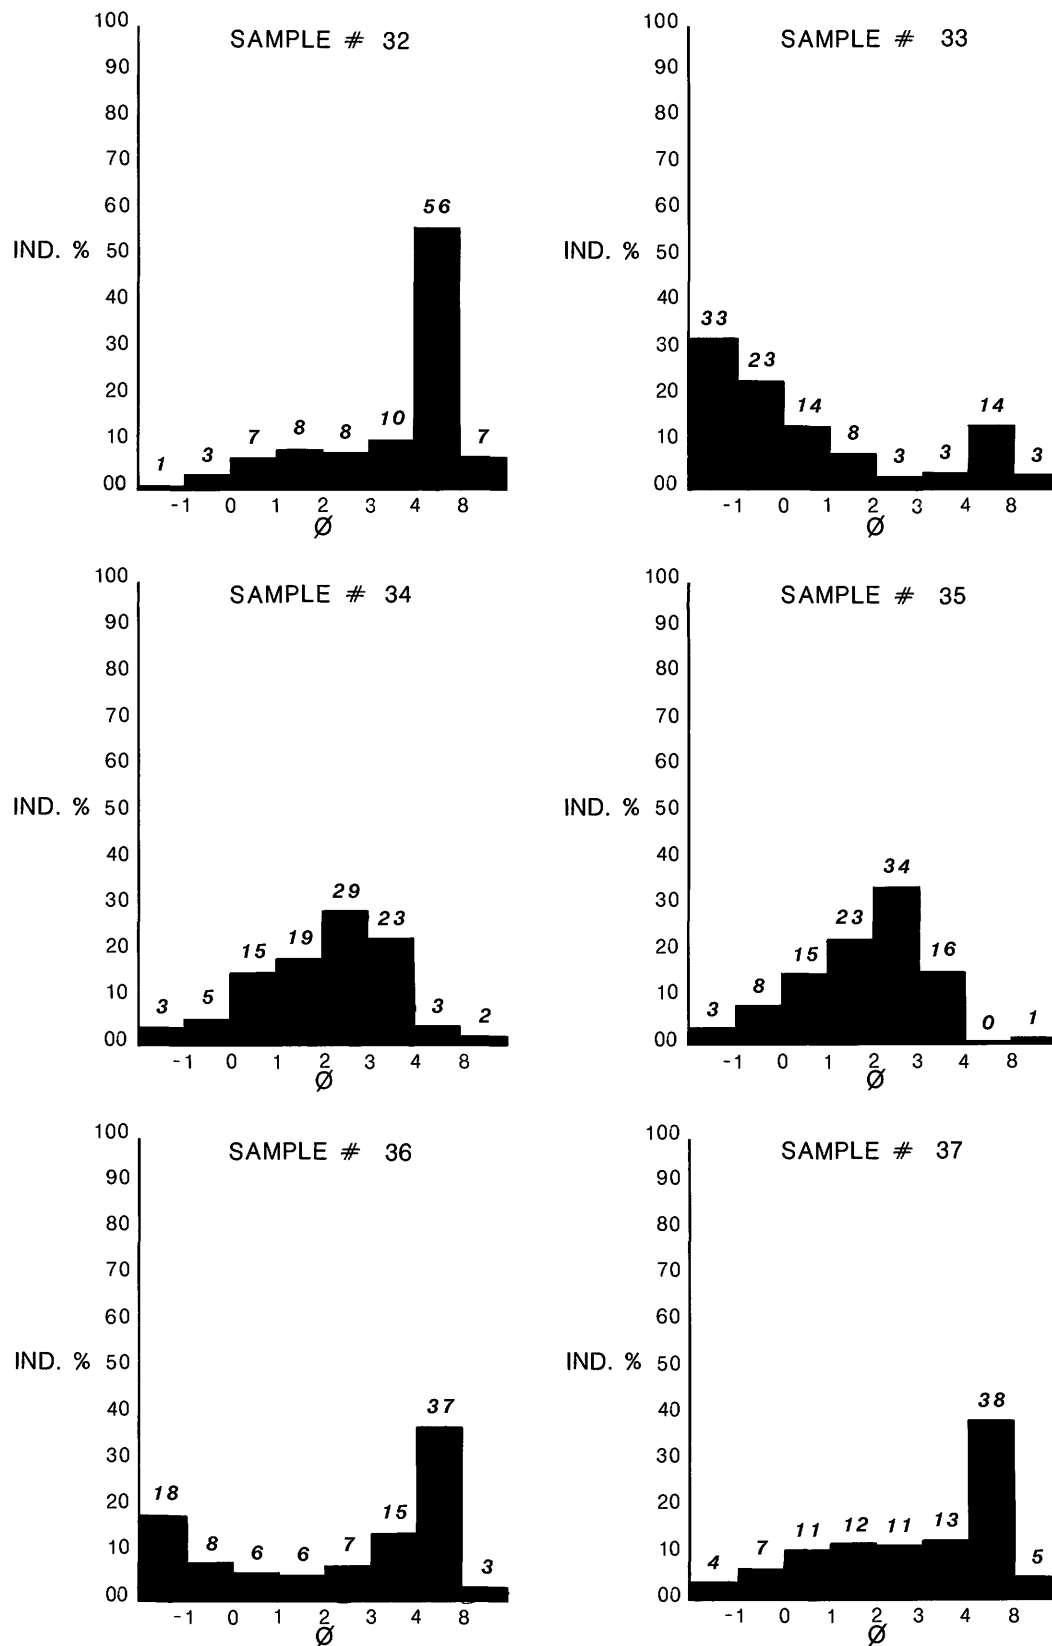 SAMPLE # 32
100
90
80
70
60
IND. % 50
40
30
20
10
00
1 3 7 8 8 10 56 7
-1 0 1 2 3 4 8
Ø
SAMPLE # 33
100
90
80
70
60
IND. % 50
40
30
20
10
00
33 23 14 8 3 3 14 3
-1 0 1 2 3 4 8
Ø
SAMPLE # 34
100
90
80
70
60
IND. % 50
40
30
20
10
00
3 5 15 19 29 23 3 2
-1 0 1 2 3 4 8
Ø
SAMPLE # 35
100
90
80
70
60
IND. % 50
40
30
20
10
00
3 8 15 23 34 16 0 1
-1 0 1 2 3 4 8
Ø
SAMPLE # 36
100
90
80
70
60
IND. % 50
40
30
20
10
00
18 8 6 6 7 15 37 3
-1 0 1 2 3 4 8
Ø
SAMPLE # 37
100
90
80
70
60
IND. % 50
40
30
20
10
00
4 7 11 12 11 13 38 5
-1 0 1 2 3 4 8
Ø